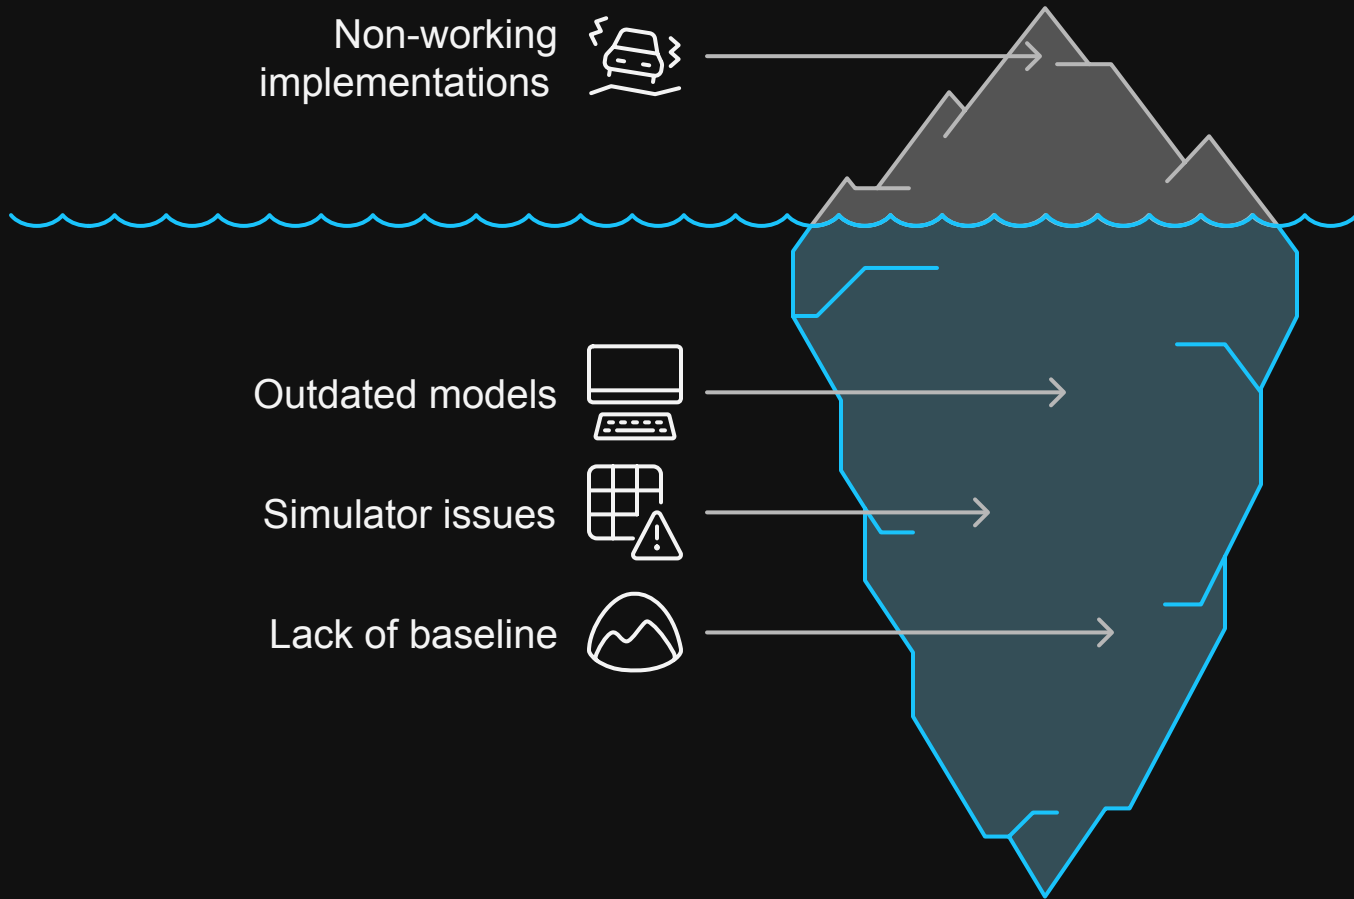 Non-working
implementations
Outdated models
Simulator issues
Lack of baseline